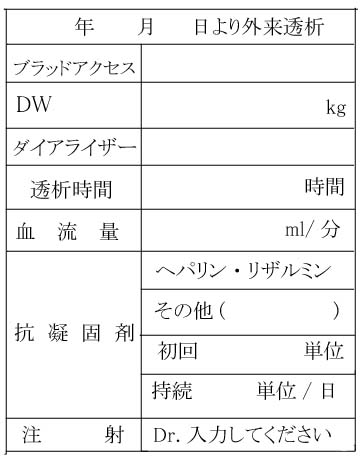 年 月 日より外来透析
ブラッドアクセス
DW kg
ダイアライザー
透析時間 時間
血 流 量 ml/ 分
抗 凝 固 剤
ヘパリン・リザルミン
その他 ( )
初回 単位
持続 単位 / 日
注 射 Dr. 入力してください